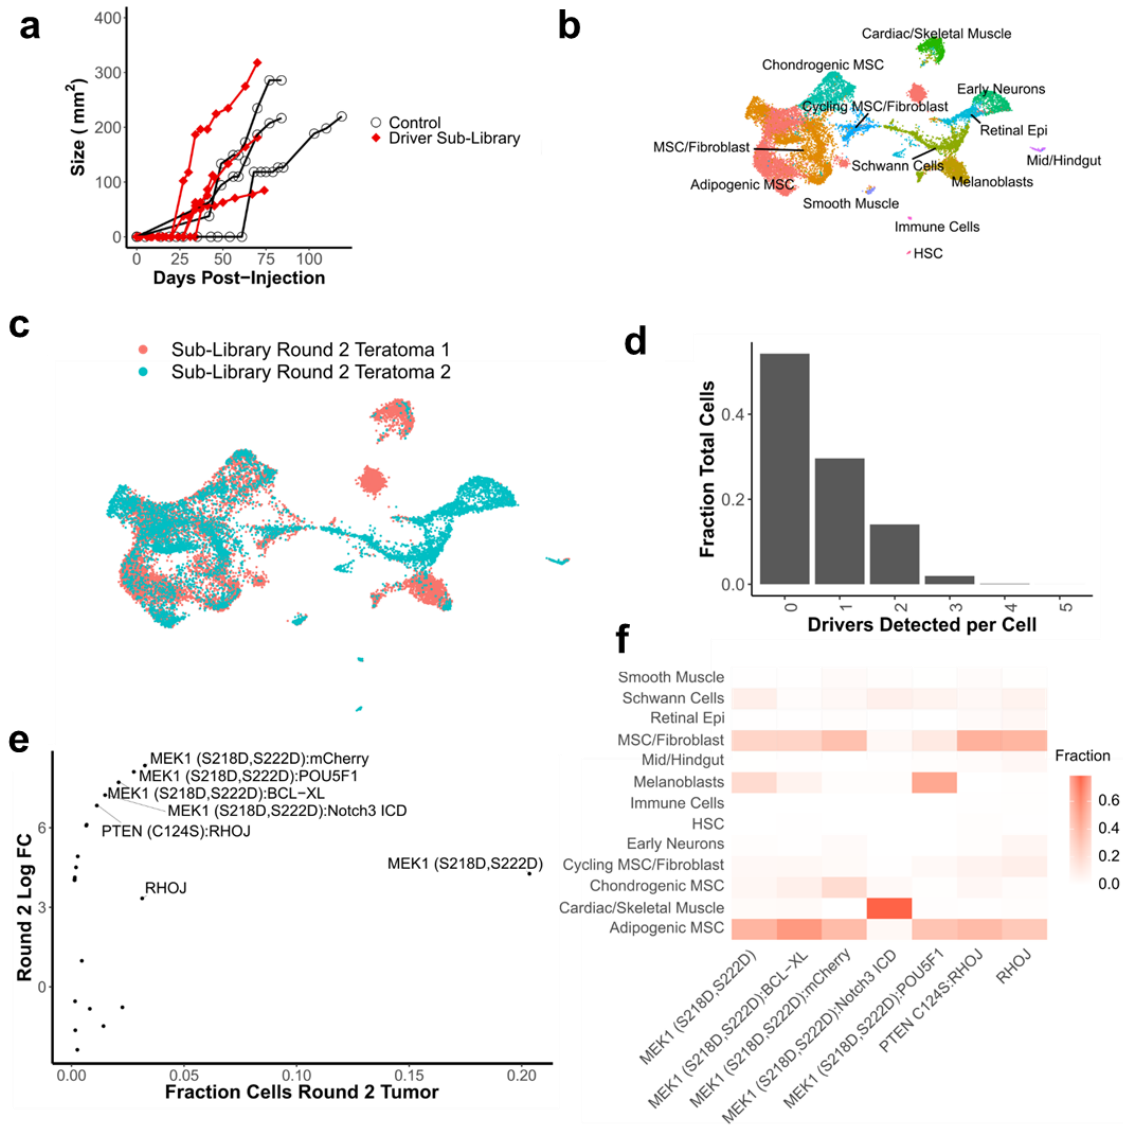 a
400
300
200
100
0
Size ( mm²)
0
25
50
75
100
Days Post−Injection
Control
Driver Sub-Library
b
Cardiac/Skeletal Muscle
Chondrogenic MSC
Early Neurons
Cycling MSC/Fibroblast
Retinal Epi
MSC/Fibroblast
Schwann Cells
Mid/Hindgut
Adipogenic MSC
Melanoblasts
Smooth Muscle
Immune Cells
HSC
c
Sub-Library Round 2 Teratoma 1
Sub-Library Round 2 Teratoma 2
d
Fraction Total Cells
0.4
0.2
0.0
0
1
2
3
4
5
Drivers Detected per Cell
e
MEK1 (S218D,S222D):mCherry
MEK1 (S218D,S222D):POU5F1
MEK1 (S218D,S222D):BCL−XL
MEK1 (S218D,S222D):Notch3 ICD
PTEN (C124S):RHOJ
MEK1 (S218D,S222D)
RHOJ
Round 2 Log FC
6
3
0
0.00
0.05
0.10
0.15
0.20
Fraction Cells Round 2 Tumor
f
Smooth Muscle
Schwann Cells
Retinal Epi
MSC/Fibroblast
Mid/Hindgut
Melanoblasts
Immune Cells
HSC
Early Neurons
Cycling MSC/Fibroblast
Chondrogenic MSC
Cardiac/Skeletal Muscle
Adipogenic MSC
MEK1 (S218D,S222D)
MEK1 (S218D,S222D):BCL−XL
MEK1 (S218D,S222D):mCherry
MEK1 (S218D,S222D):Notch3 ICD
MEK1 (S218D,S222D):POU5F1
PTEN C124S:RHOJ
RHOJ
Fraction
0.6
0.4
0.2
0.0